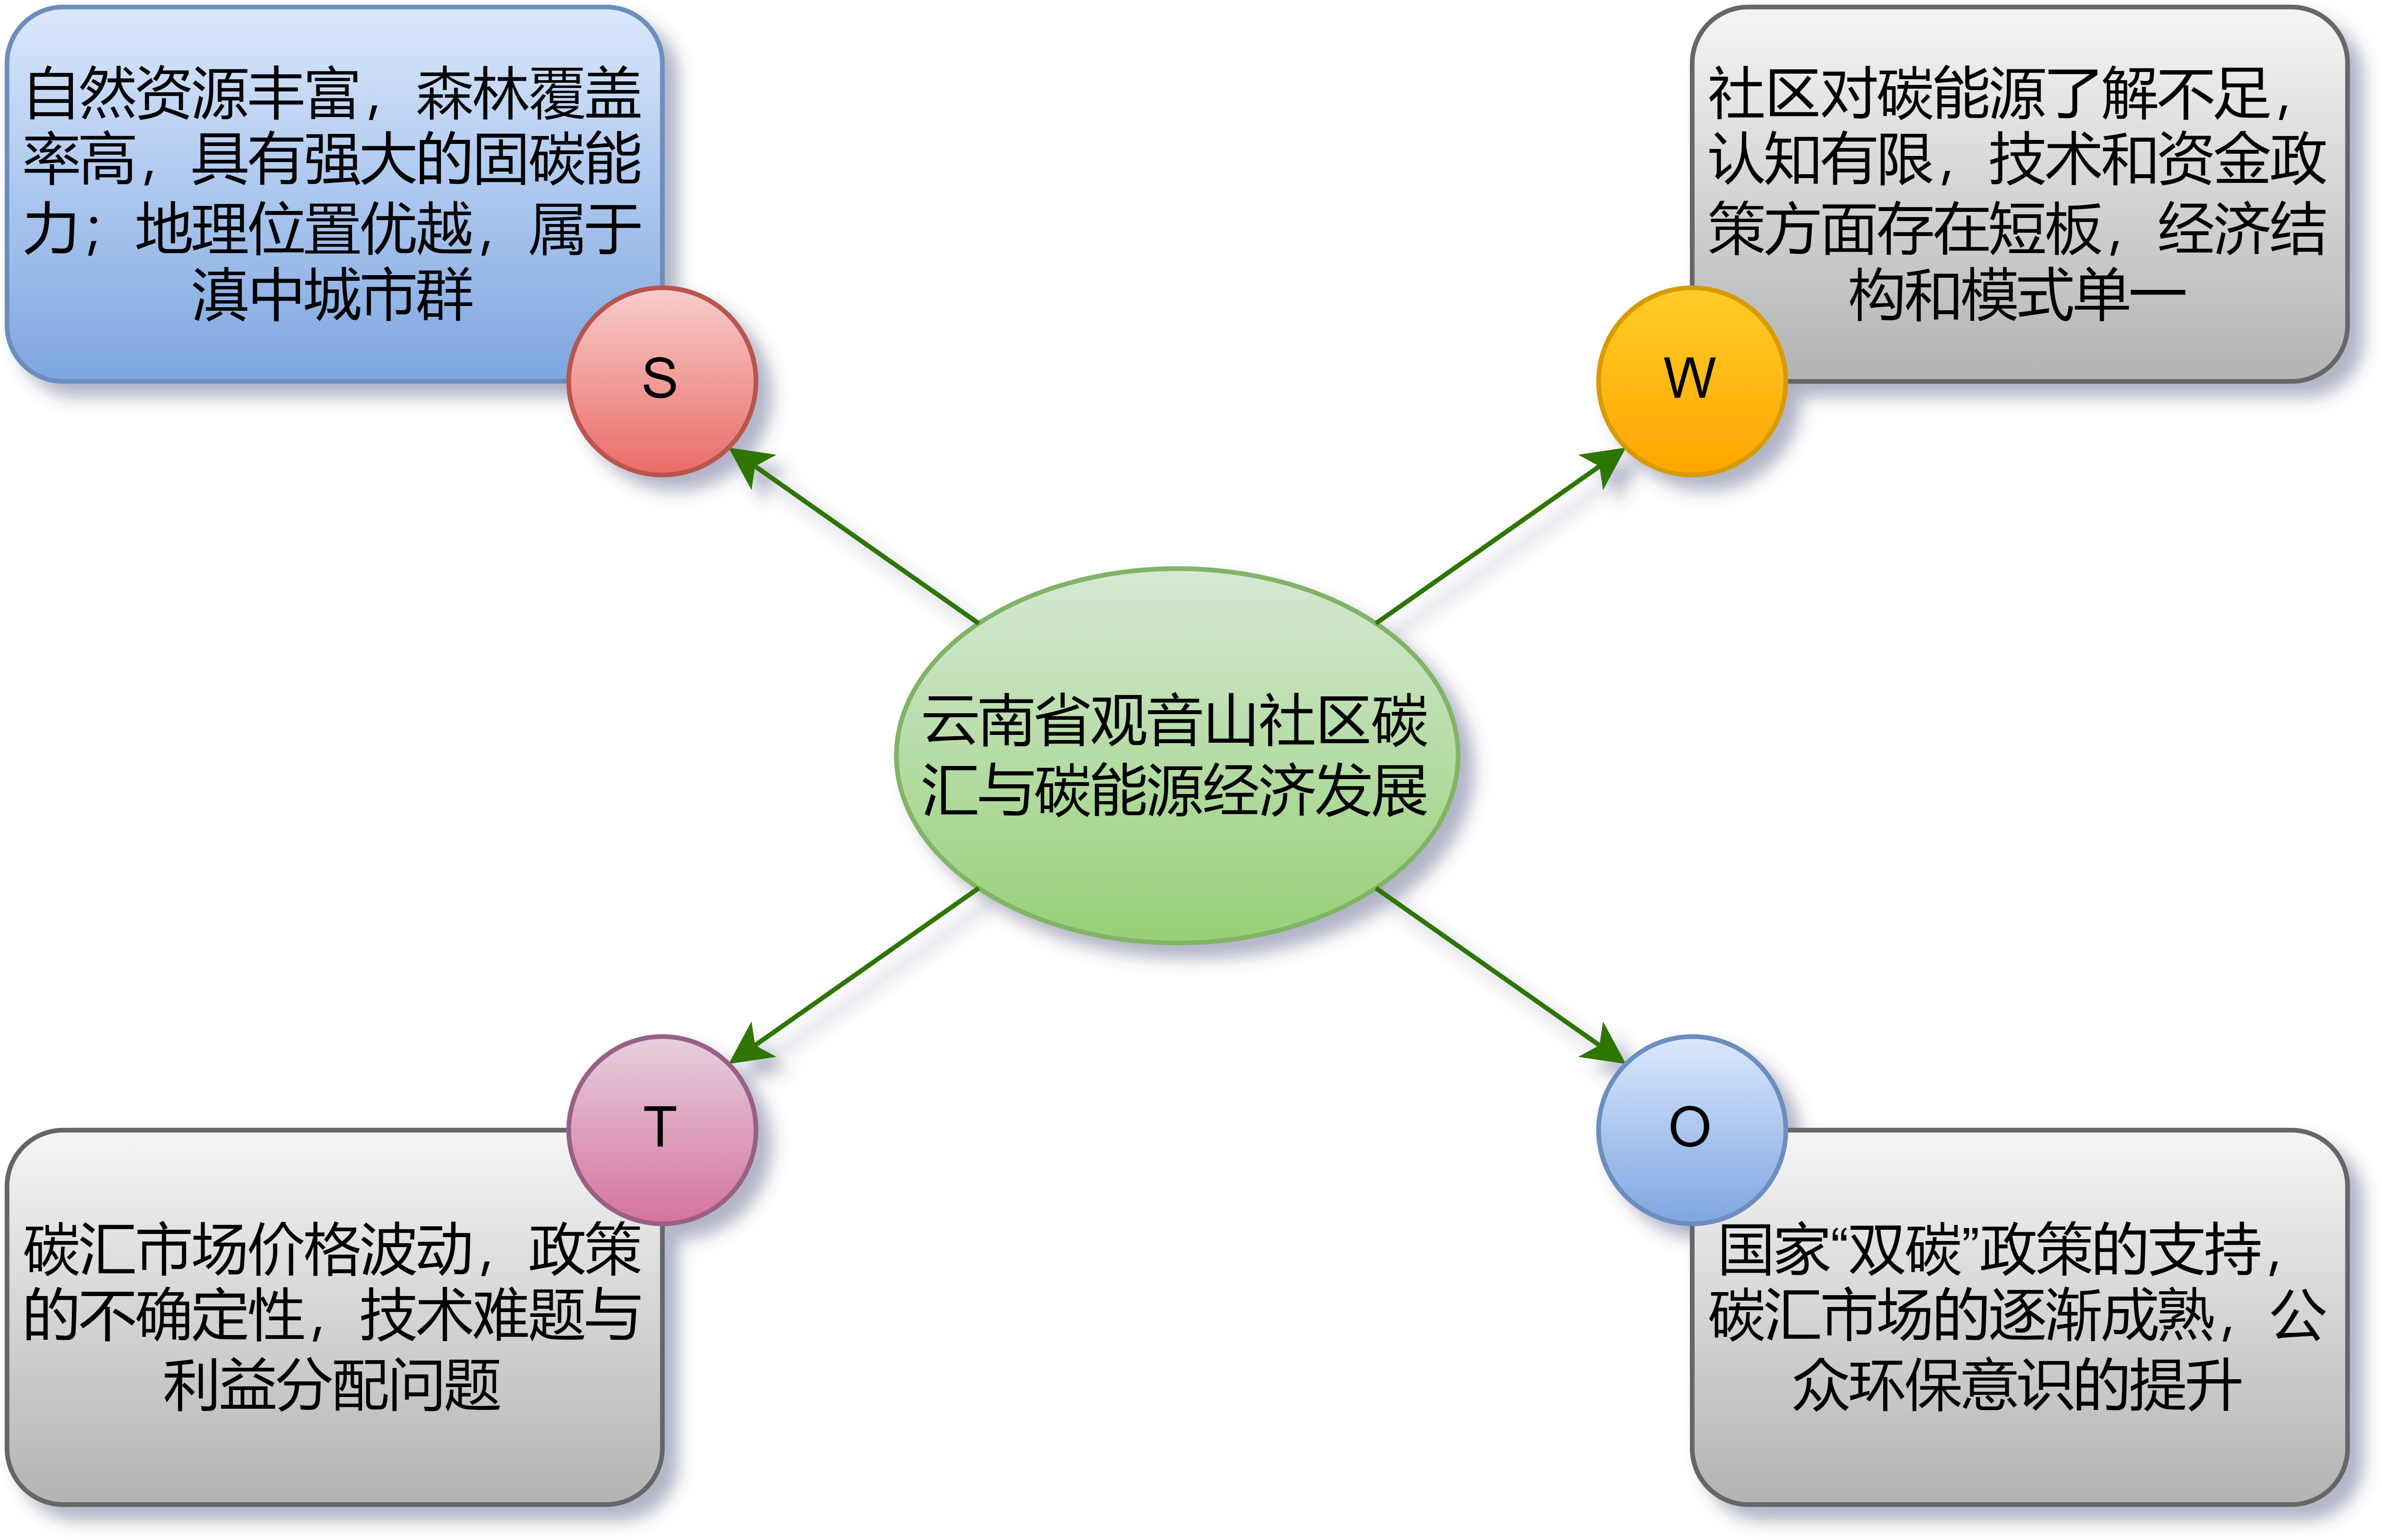 自然资源丰富，森林覆盖
率高，具有强大的固碳能
力；地理位置优越，属于
滇中城市群
S
社区对碳能源了解不足，
认知有限，技术和资金政
策方面存在短板，经济结
构和模式单一
W
云南省观音山社区碳
汇与碳能源经济发展
T
碳汇市场价格波动，政策
的不确定性，技术难题与
利益分配问题
O
国家“双碳”政策的支持，
碳汇市场的逐渐成熟，公
众环保意识的提升